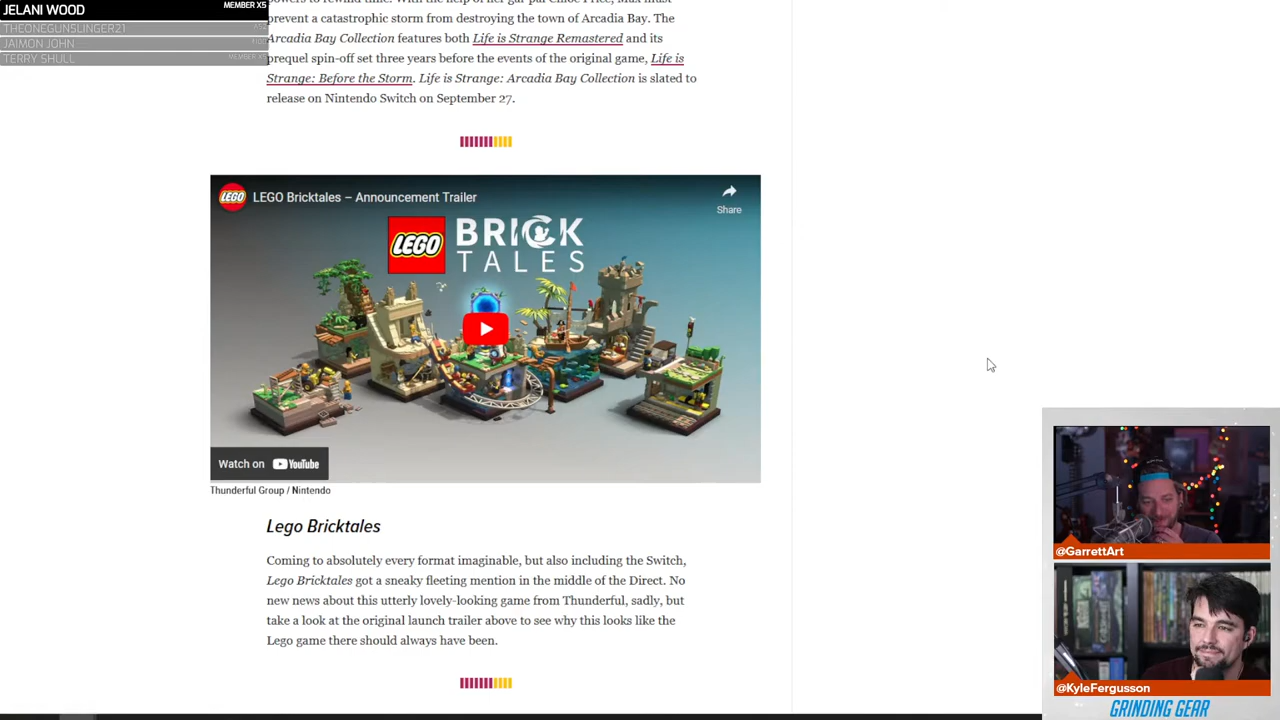 JELANI WOOD
MEMBER X5
THEONEGUNSLINGER21
JAIMON JOHN
TERRY SHULL
MEMBER X5
prevent a catastrophic storm from destroying the town of Arcadia Bay. The
Arcadia Bay Collection features both Life is Strange Remastered and its
prequel spin-off set three years before the events of the original game, Life is
Strange: Before the Storm. Life is Strange: Arcadia Bay Collection is slated to
release on Nintendo Switch on September 27.
LEGO
LEGO Bricktales – Announcement Trailer
Share
LEGO
BRICK
TALES
Watch on YouTube
Thunderful Group / Nintendo
Lego Bricktales
Coming to absolutely every format imaginable, but also including the Switch,
Lego Bricktales got a sneaky fleeting mention in the middle of the Direct. No
new news about this utterly lovely-looking game from Thunderful, sadly, but
take a look at the original launch trailer above to see why this looks like the
Lego game there should always have been.
@GarrettArt
@KyleFergusson
GRINDING GEAR